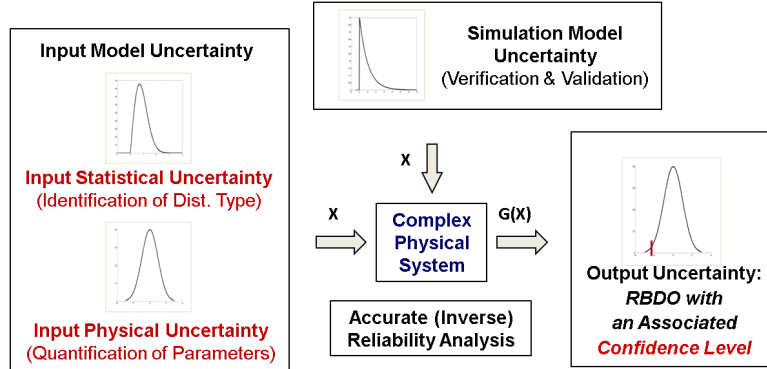 Input Model Uncertainty
Input Statistical Uncertainty
(Identification of Dist. Type)
Input Physical Uncertainty
(Quantification of Parameters)
Simulation Model
Uncertainty
(Verification & Validation)
X
X
Complex
Physical
System
G(X)
Accurate (Inverse)
Reliability Analysis
Output Uncertainty:
RBDO with
an Associated
Confidence Level